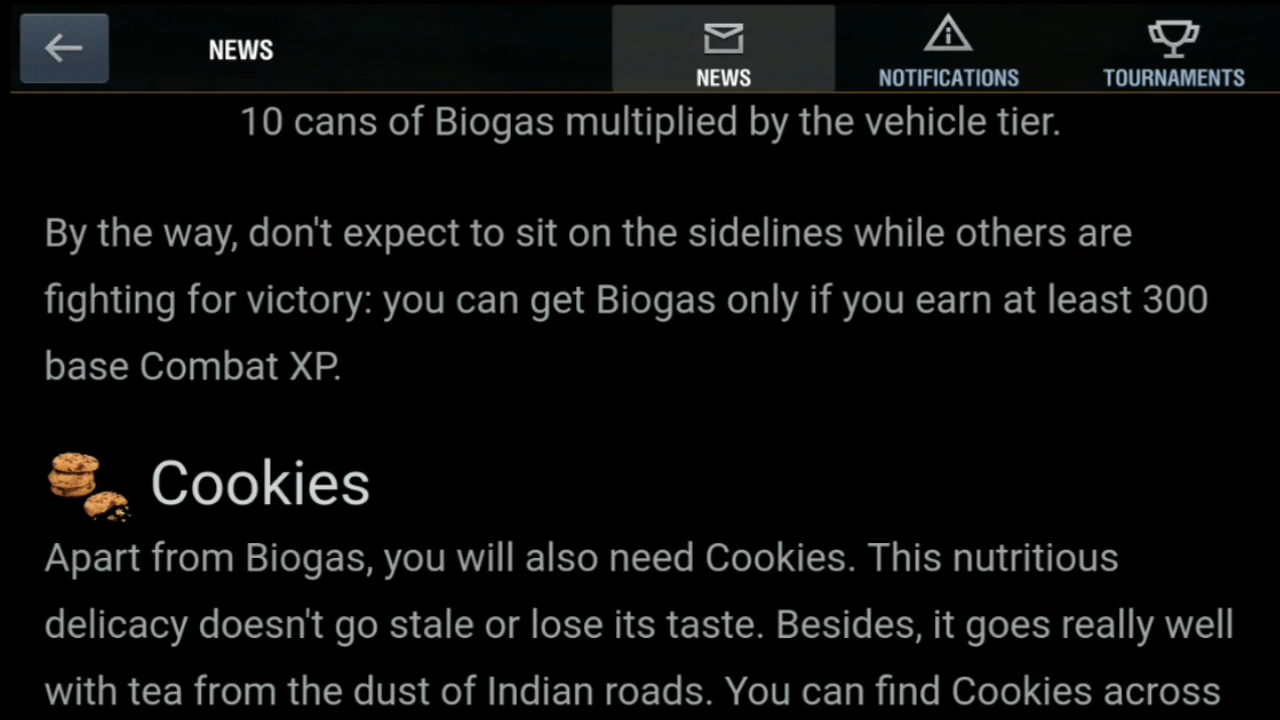 NEWS
NEWS
NOTIFICATIONS
TOURNAMENTS
10 cans of Biogas multiplied by the vehicle tier.
By the way, don't expect to sit on the sidelines while others are
fighting for victory: you can get Biogas only if you earn at least 300
base Combat XP.
Cookies
Apart from Biogas, you will also need Cookies. This nutritious
delicacy doesn't go stale or lose its taste. Besides, it goes really well
with tea from the dust of Indian roads. You can find Cookies across